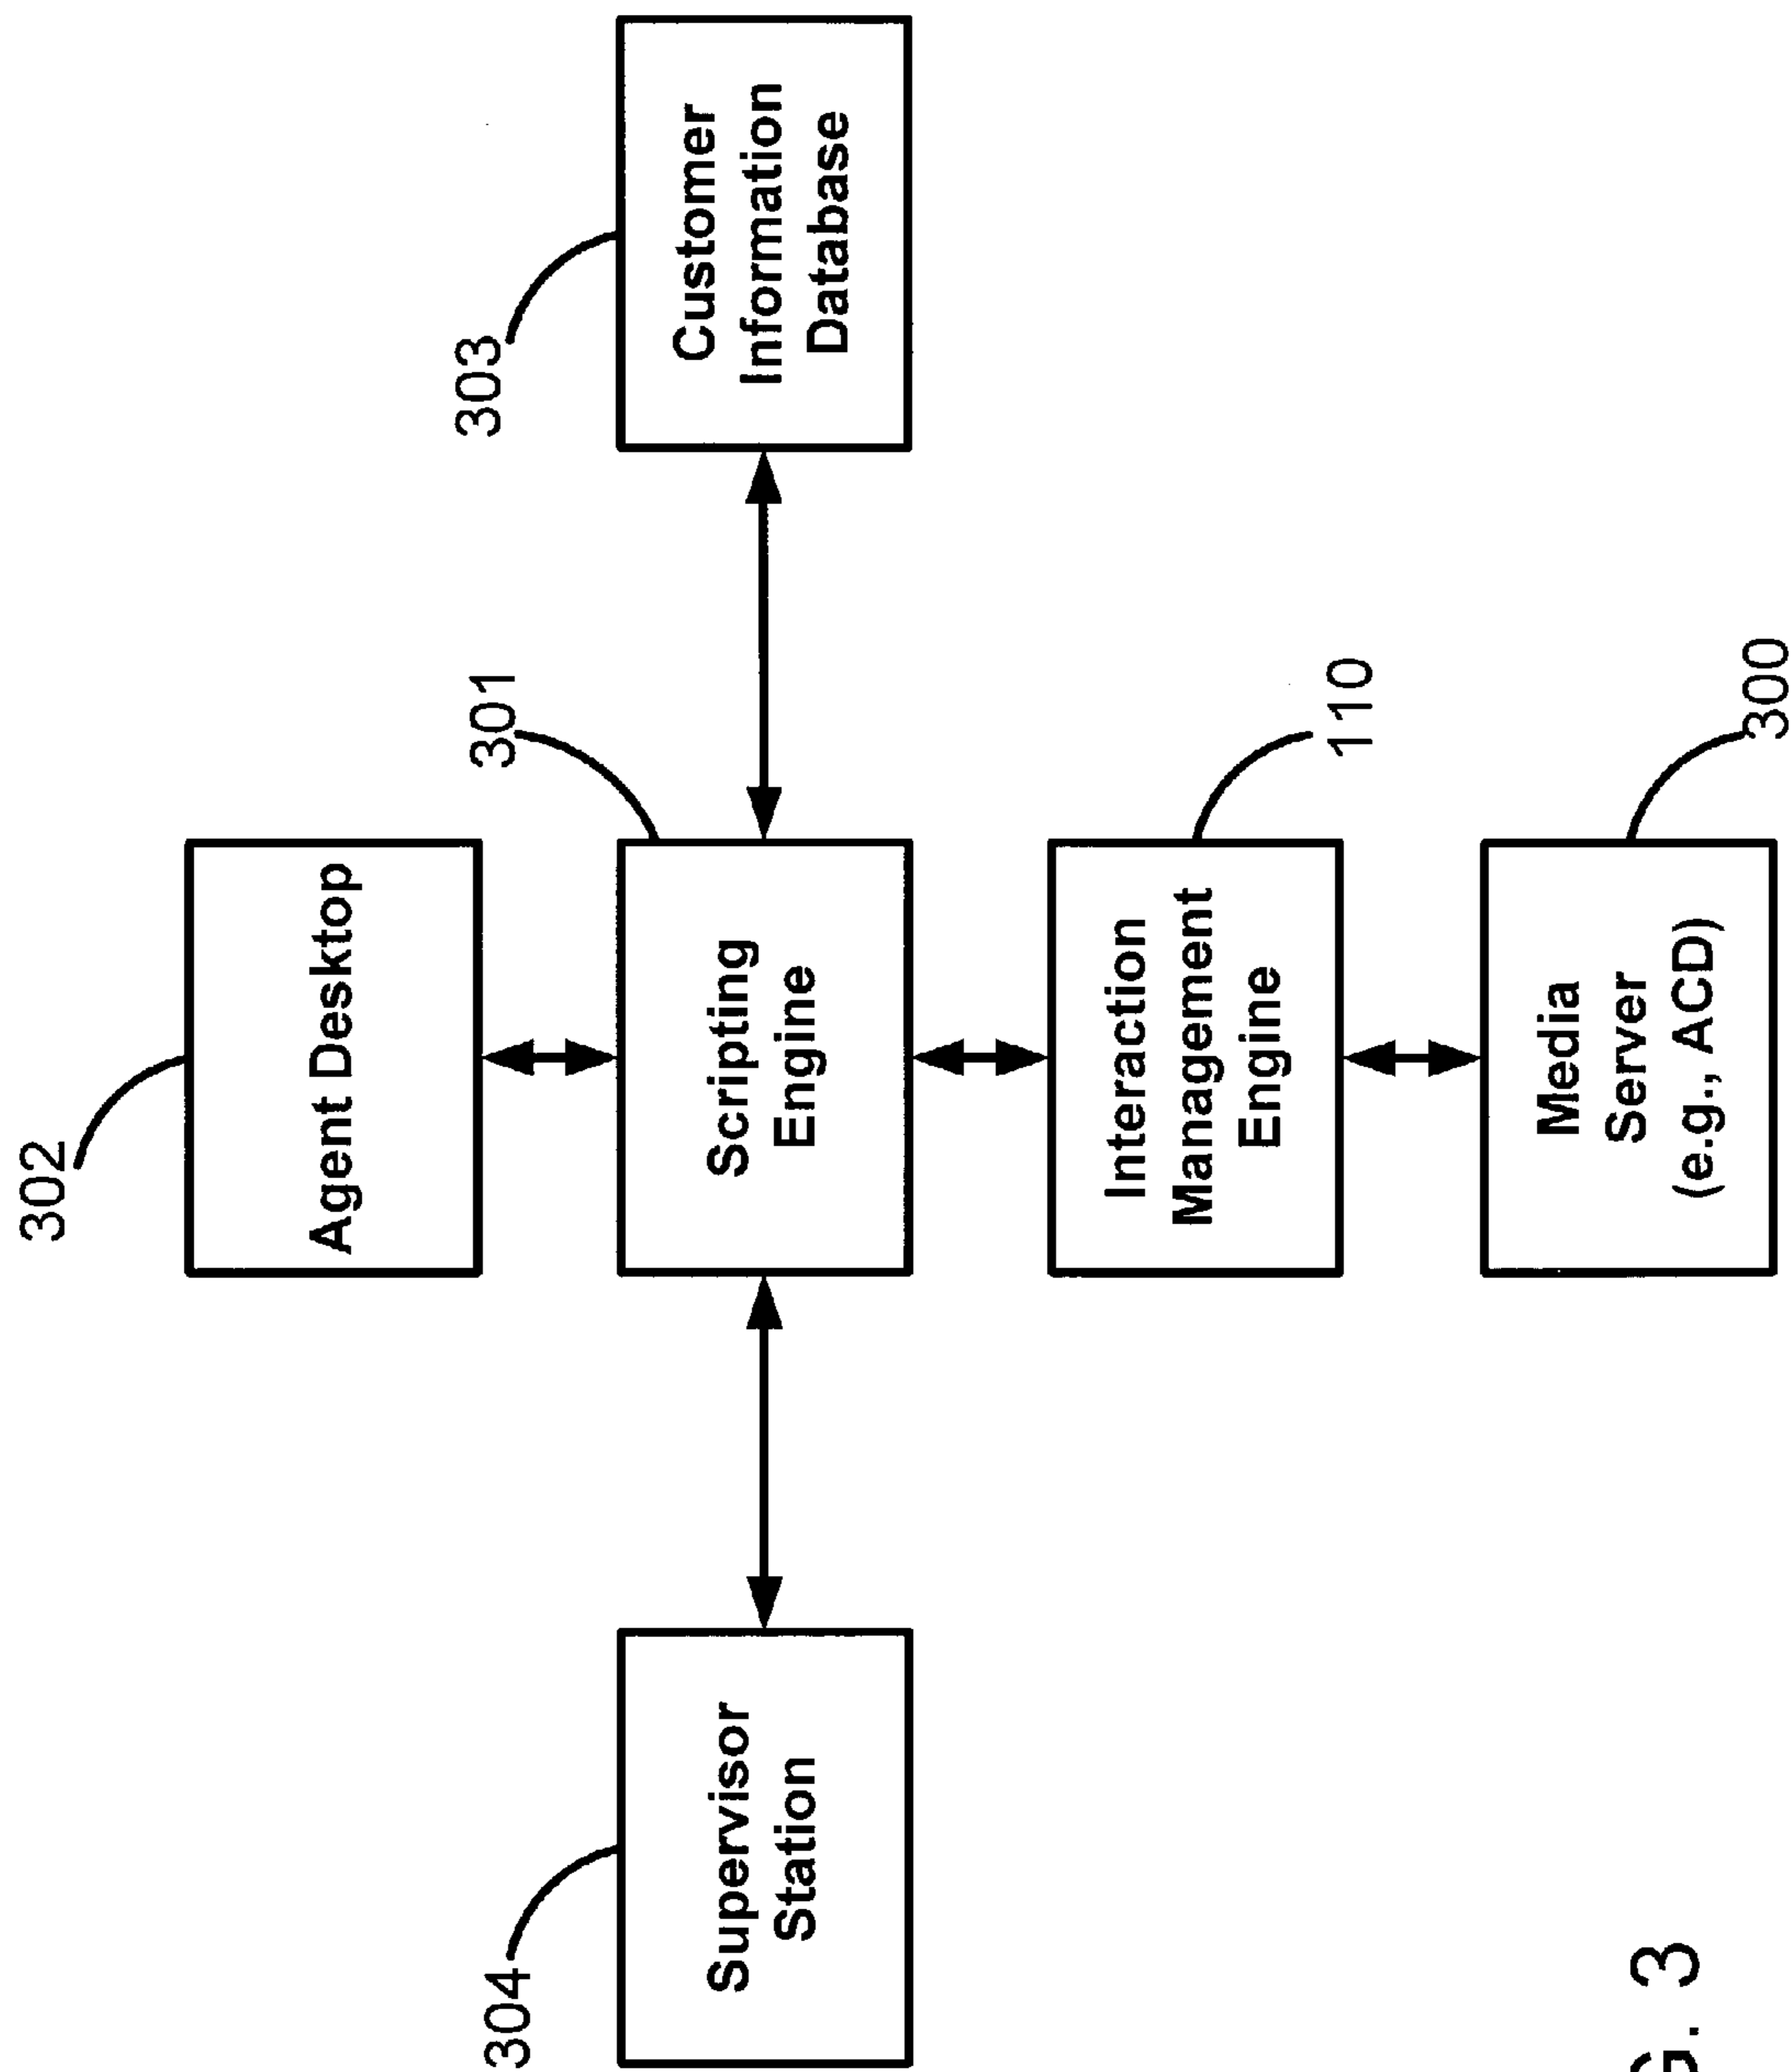 302
Agent Desktop
304
301
303
Supervisor
Station
Scripting
Engine
Customer
Information
Database
Interaction
Management
Engine
110
Media
Server
(e.g., ACD)
300
G. 3